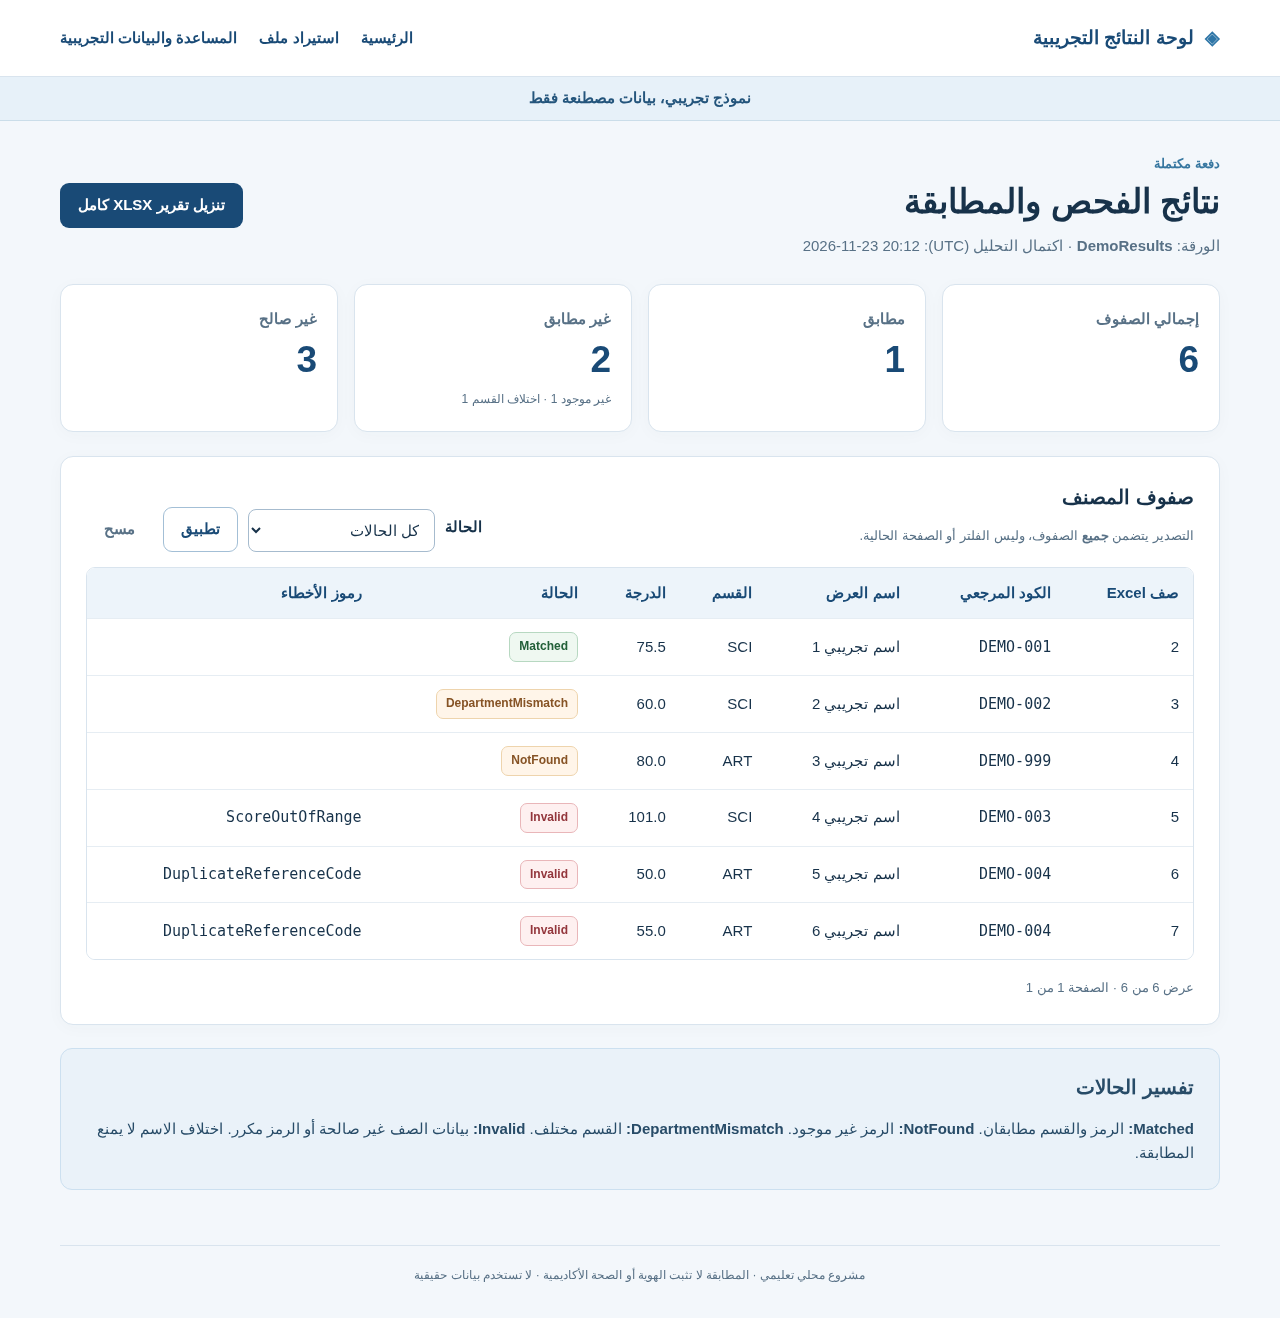 ◈ لوحة النتائج التجريبية
الرئيسية استيراد ملف المساعدة والبيانات التجريبية
نموذج تجريبي، بيانات مصطنعة فقط
دفعة مكتملة
نتائج الفحص والمطابقة
تنزيل تقرير XLSX كامل
الورقة: DemoResults · اكتمال التحليل (UTC): 2026-11-23 20:12
إجمالي الصفوف
6
مطابق
1
غير مطابق
2
غير موجود 1 · اختلاف القسم 1
غير صالح
3
صفوف المصنف
التصدير يتضمن جميع الصفوف، وليس الفلتر أو الصفحة الحالية.
الحالة كل الحالات تطبيق مسح
صف Excel الكود المرجعي اسم العرض القسم الدرجة الحالة رموز الأخطاء
2 DEMO-001 اسم تجريبي 1 SCI 75.5 Matched
3 DEMO-002 اسم تجريبي 2 SCI 60.0 DepartmentMismatch
4 DEMO-999 اسم تجريبي 3 ART 80.0 NotFound
5 DEMO-003 اسم تجريبي 4 SCI 101.0 Invalid ScoreOutOfRange
6 DEMO-004 اسم تجريبي 5 ART 50.0 Invalid DuplicateReferenceCode
7 DEMO-004 اسم تجريبي 6 ART 55.0 Invalid DuplicateReferenceCode
عرض 6 من 6 · الصفحة 1 من 1
تفسير الحالات
Matched: الرمز والقسم مطابقان. NotFound: الرمز غير موجود. DepartmentMismatch: القسم مختلف. Invalid: بيانات الصف غير صالحة أو الرمز مكرر. اختلاف الاسم لا يمنع
المطابقة.
مشروع محلي تعليمي · المطابقة لا تثبت الهوية أو الصحة الأكاديمية · لا تستخدم بيانات حقيقية